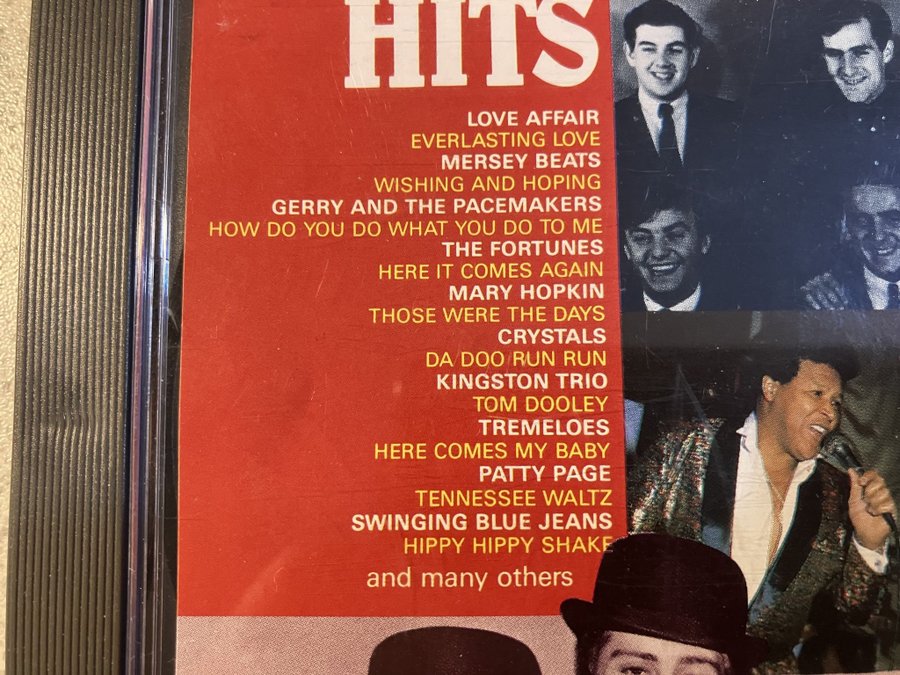 HITS
LOVE AFFAIR
EVERLASTING LOVE
MERSEY BEATS
WISHING AND HOPING
GERRY AND THE PACEMAKERS
HOW DO YOU DO WHAT YOU DO TO ME
THE FORTUNES
HERE IT COMES AGAIN
MARY HOPKIN
THOSE WERE THE DAYS
CRYSTALS
DA DOO RUN RUN
KINGSTON TRIO
TOM DOOLEY
TREMELOES
HERE COMES MY BABY
PATTY PAGE
TENNESSEE WALTZ
SWINGING BLUE JEANS
HIPPY HIPPY SHAKE
and many others